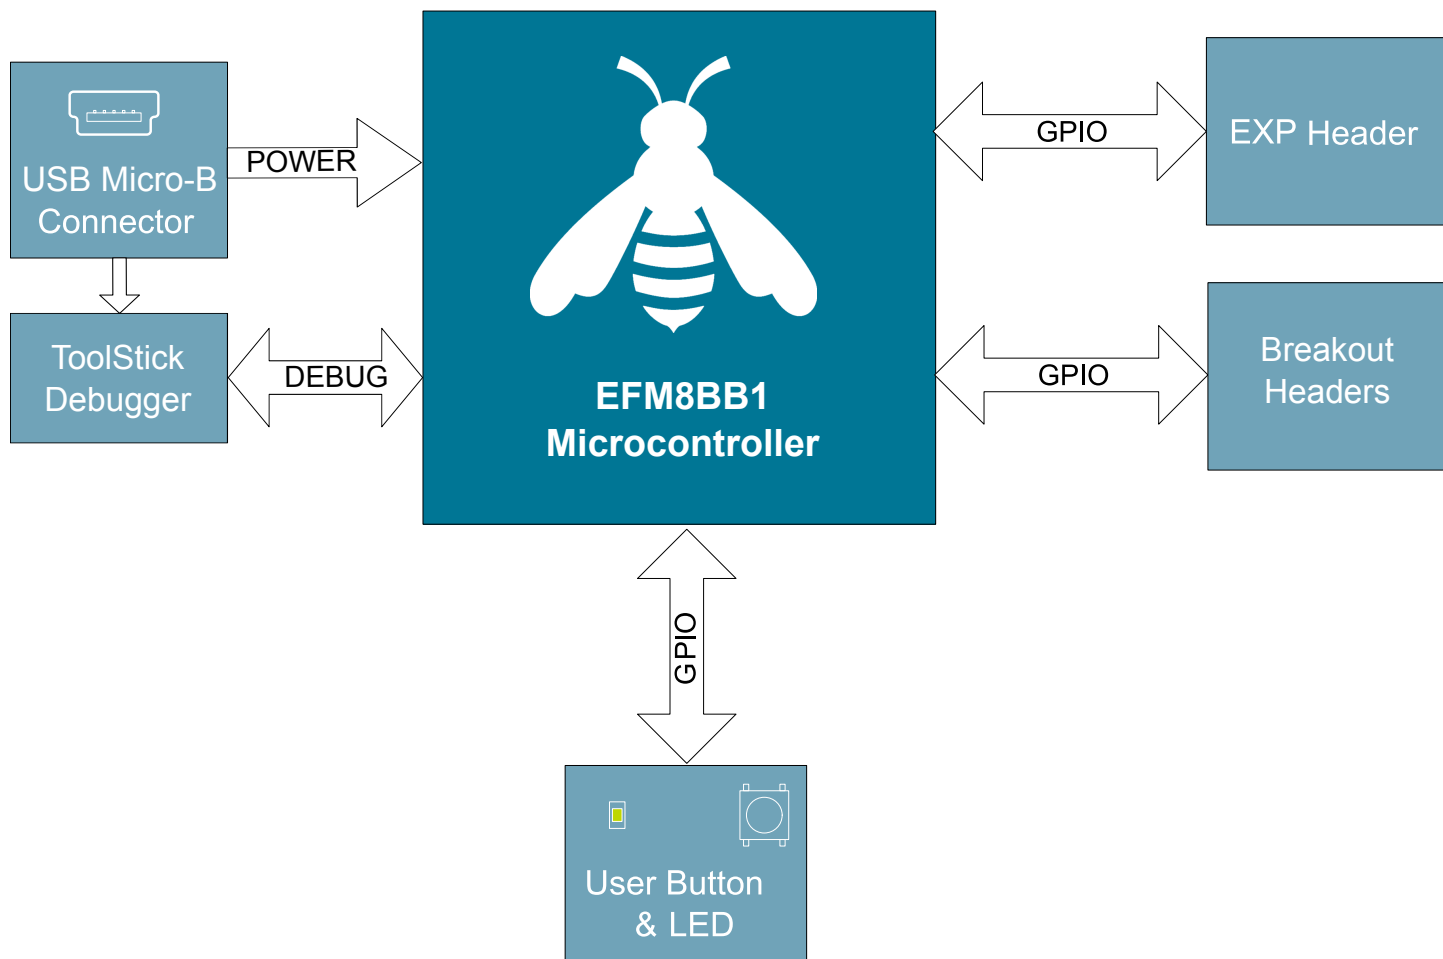 USB Micro-B
Connector
POWER
ToolStick
Debugger
DEBUG
EFM8BB1
Microcontroller
GPIO
EXP Header
GPIO
Breakout
Headers
GPIO
User Button
& LED